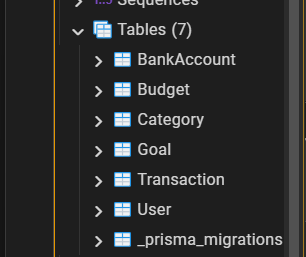 Sequences
Tables (7)
BankAccount
Budget
Category
Goal
Transaction
User
_prisma_migrations